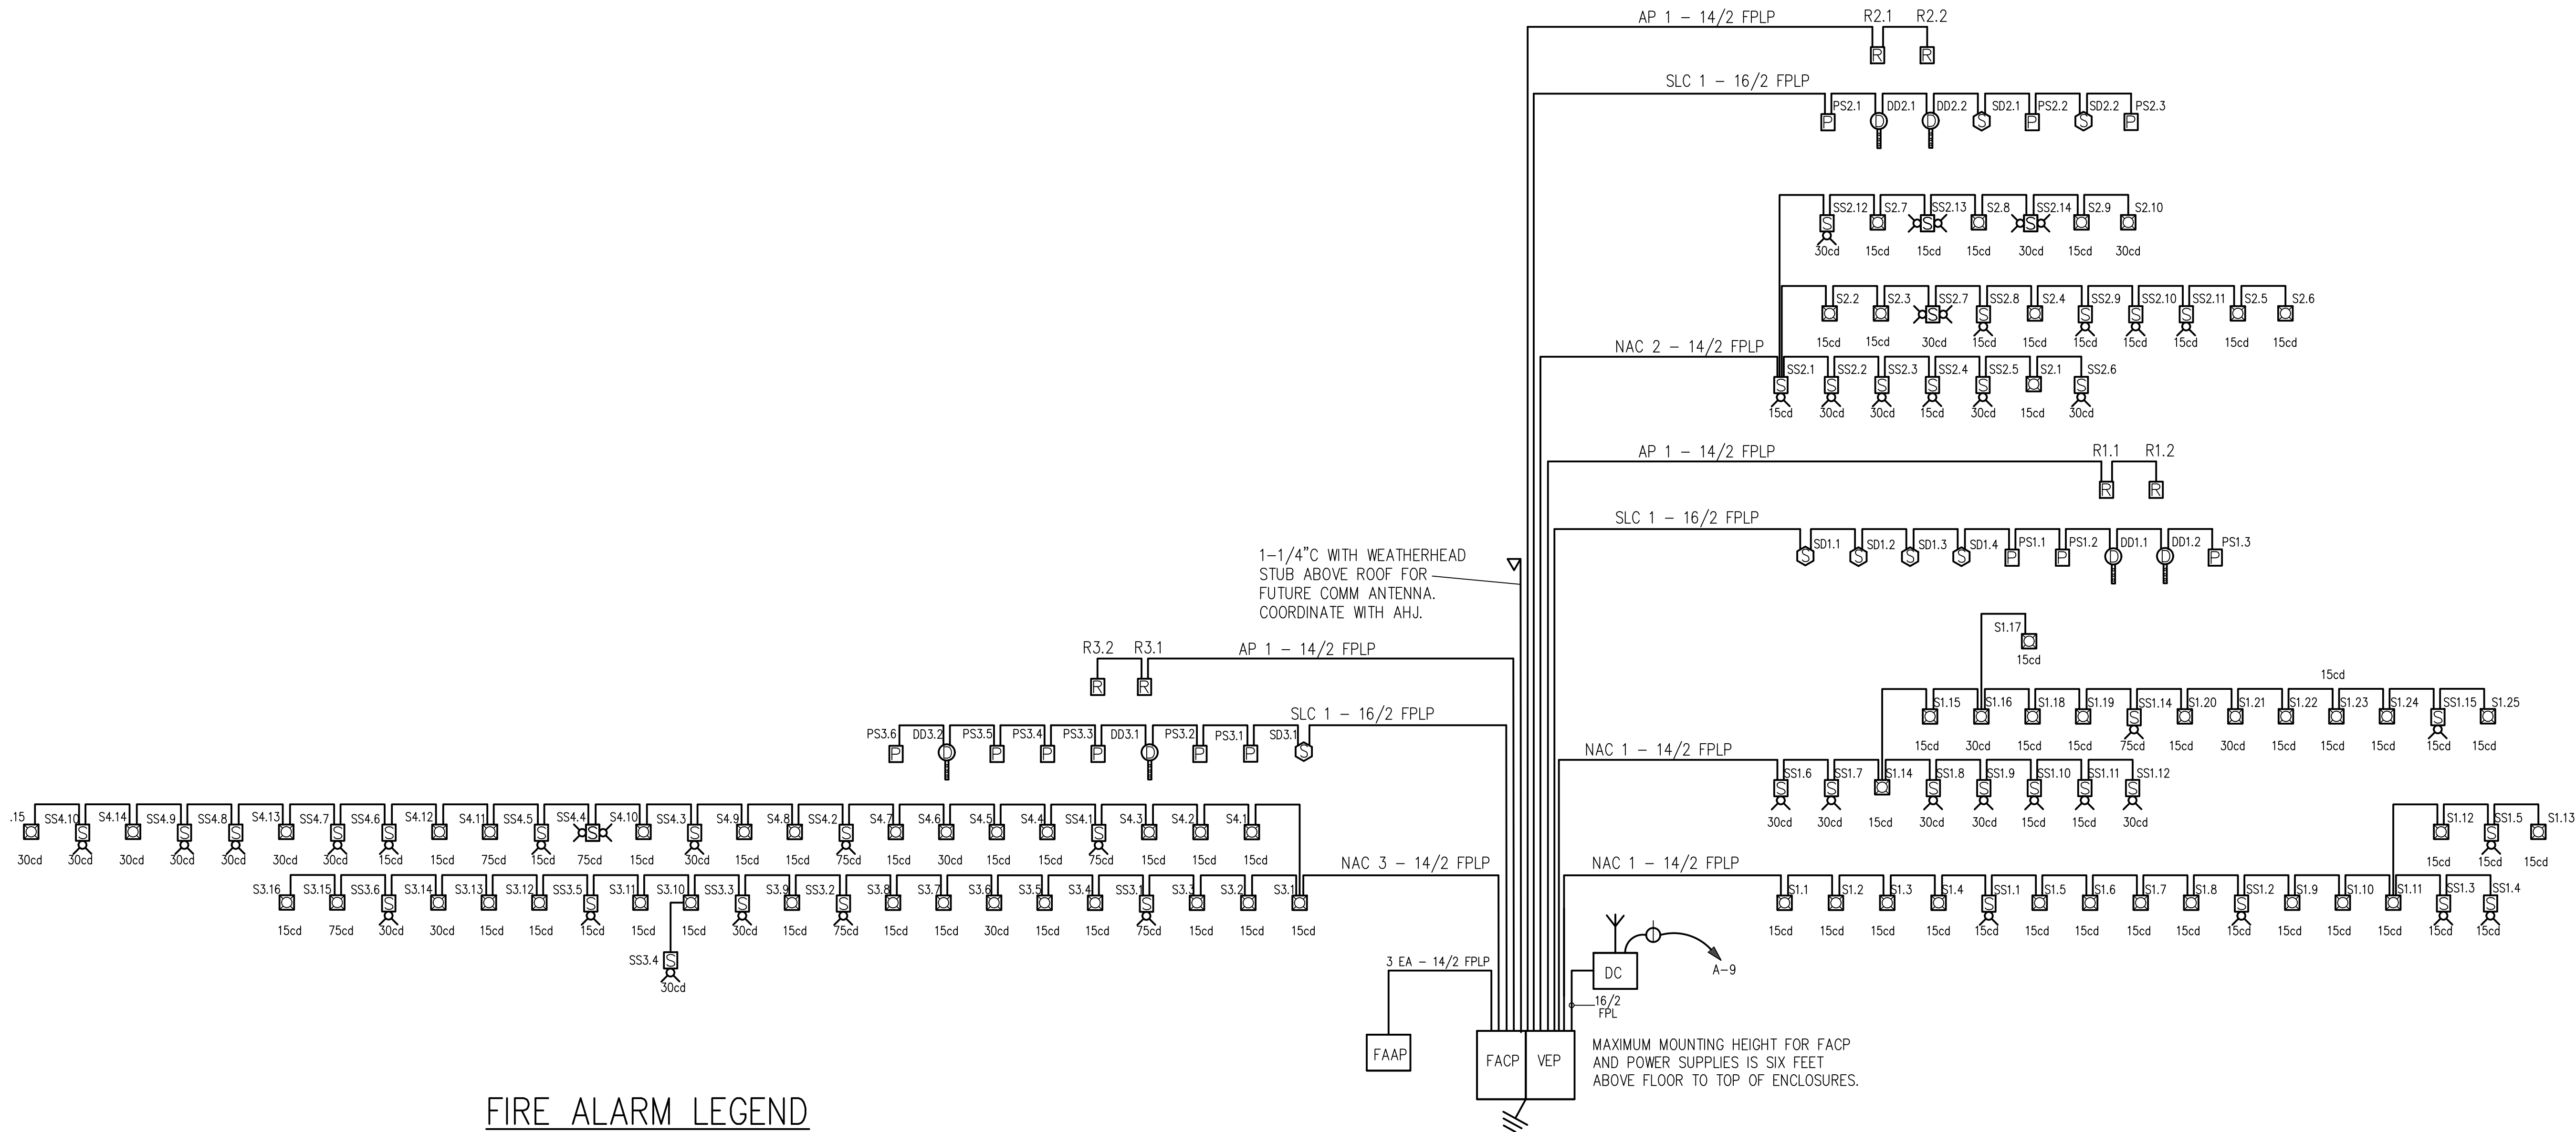 AP 1 – 14/2 FPLP R2.1 R2.2
R R
SLC 1 – 16/2 FPLP
PS2.1 DD2.1 DD2.2 SD2.1 PS2.2 SD2.2 PS2.3
P D D S P S P
SS2.12 S2.7 SS2.13 S2.8 SS2.14 S2.9 S2.10
S S S
30cd 15cd 15cd 15cd 30cd 15cd 30cd
S2.2 S2.3 SS2.7 SS2.8 S2.4 SS2.9 SS2.10 SS2.11 S2.5 S2.6
S S S S S
15cd 15cd 30cd 15cd 15cd 15cd 15cd 15cd 15cd 15cd
NAC 2 – 14/2 FPLP
SS2.1 SS2.2 SS2.3 SS2.4 SS2.5 S2.1 SS2.6
S S S S S S
15cd 30cd 30cd 15cd 30cd 15cd 30cd
AP 1 – 14/2 FPLP R1.1 R1.2
R R
SLC 1 – 16/2 FPLP
SD1.1 SD1.2 SD1.3 SD1.4 PS1.1 PS1.2 DD1.1 DD1.2 PS1.3
S S S S P P D D P
1–1/4"C WITH WEATHERHEAD
STUB ABOVE ROOF FOR
FUTURE COMM ANTENNA.
COORDINATE WITH AHJ.
S1.17
15cd
R3.2 R3.1 AP 1 – 14/2 FPLP
R R
15cd
S1.15 S1.16 S1.18 S1.19 SS1.14 S1.20 S1.21 S1.22 S1.23 S1.24 SS1.15 S1.25
S S
15cd 30cd 15cd 15cd 75cd 15cd 30cd 15cd 15cd 15cd 15cd 15cd
SLC 1 – 16/2 FPLP
PS3.6 DD3.2 PS3.5 PS3.4 PS3.3 DD3.1 PS3.2 PS3.1 SD3.1
P D P P P D P P S
NAC 1 – 14/2 FPLP
SS1.6 SS1.7 S1.14 SS1.8 SS1.9 SS1.10 SS1.11 SS1.12
S S S S S S S
30cd 30cd 15cd 30cd 30cd 15cd 15cd 30cd
.15 SS4.10 S4.14 SS4.9 SS4.8 S4.13 SS4.7 SS4.6 S4.12 S4.11 SS4.5 SS4.4 S4.10 SS4.3 S4.9 S4.8 SS4.2 S4.7 S4.6 S4.5 S4.4 SS4.1 S4.3 S4.2 S4.1
S S S S S S S S S S
30cd 30cd 30cd 30cd 30cd 30cd 30cd 15cd 15cd 75cd 15cd 75cd 15cd 30cd 15cd 15cd 75cd 15cd 30cd 15cd 15cd 75cd 15cd 15cd 15cd
S1.12 SS1.5 S1.13
S
15cd 15cd 15cd
NAC 3 – 14/2 FPLP
S3.16 S3.15 SS3.6 S3.14 S3.13 S3.12 SS3.5 S3.11 S3.10 SS3.3 S3.9 SS3.2 S3.8 S3.7 S3.6 S3.5 S3.4 SS3.1 S3.3 S3.2 S3.1
S S S S S
15cd 75cd 30cd 30cd 15cd 15cd 15cd 15cd 15cd 30cd 15cd 75cd 15cd 15cd 30cd 15cd 15cd 75cd 15cd 15cd 15cd
SS3.4 S
30cd
NAC 1 – 14/2 FPLP
S1.1 S1.2 S1.3 S1.4 SS1.1 S1.5 S1.6 S1.7 S1.8 SS1.2 S1.9 S1.10 S1.11 SS1.3 SS1.4
S S S S
15cd 15cd 15cd 15cd 15cd 15cd 15cd 15cd 15cd 15cd 15cd 15cd 15cd 15cd 15cd
3 EA – 14/2 FPLP
DC
A–9
16/2
FPL
FAAP
FACP VEP
MAXIMUM MOUNTING HEIGHT FOR FACP
AND POWER SUPPLIES IS SIX FEET
ABOVE FLOOR TO TOP OF ENCLOSURES.
FIRE ALARM LEGEND